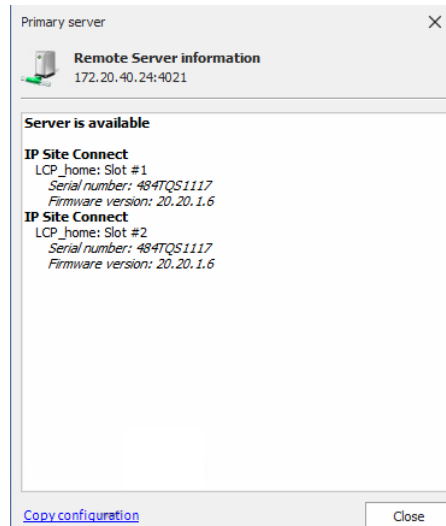 Primary server
Remote Server information
172.20.40.24:4021
Server is available
IP Site Connect
LCP_home: Slot #1
Serial number: 484TQS1117
Firmware version: 20.20.1.6
IP Site Connect
LCP_home: Slot #2
Serial number: 484TQS1117
Firmware version: 20.20.1.6
Copy configuration
Close